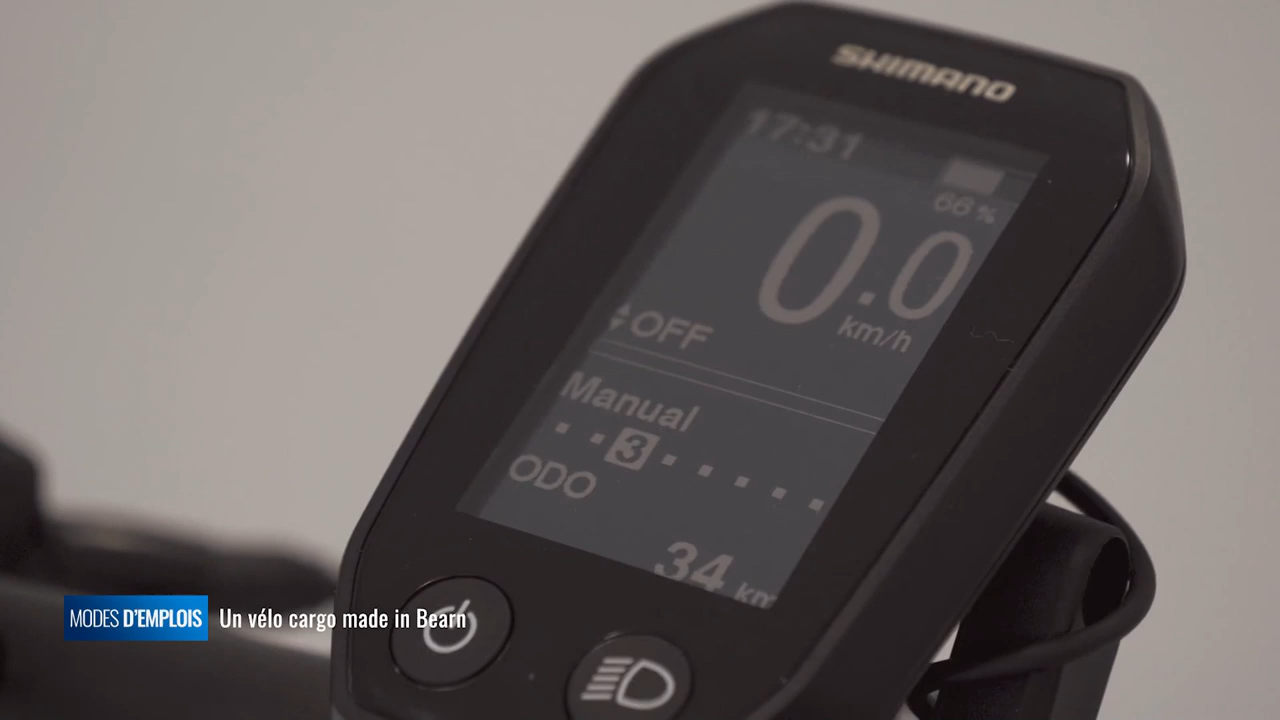 SHIMANO
17:31
66 %
0.0
km/h
OFF
Manual
3
ODO
34 km
MODES D'EMPLOIS Un vélo cargo made in Bearn